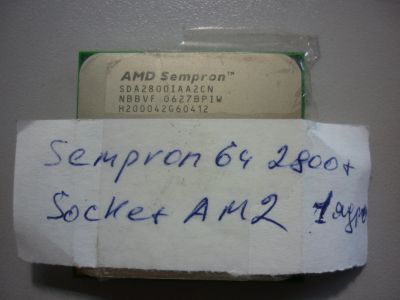 AMD Sempron™
SDA2800IAA2CN
NBBVF 0627BPIW
H200042G60412
Sempron 64 2800+
Socket AM2 1 ядро